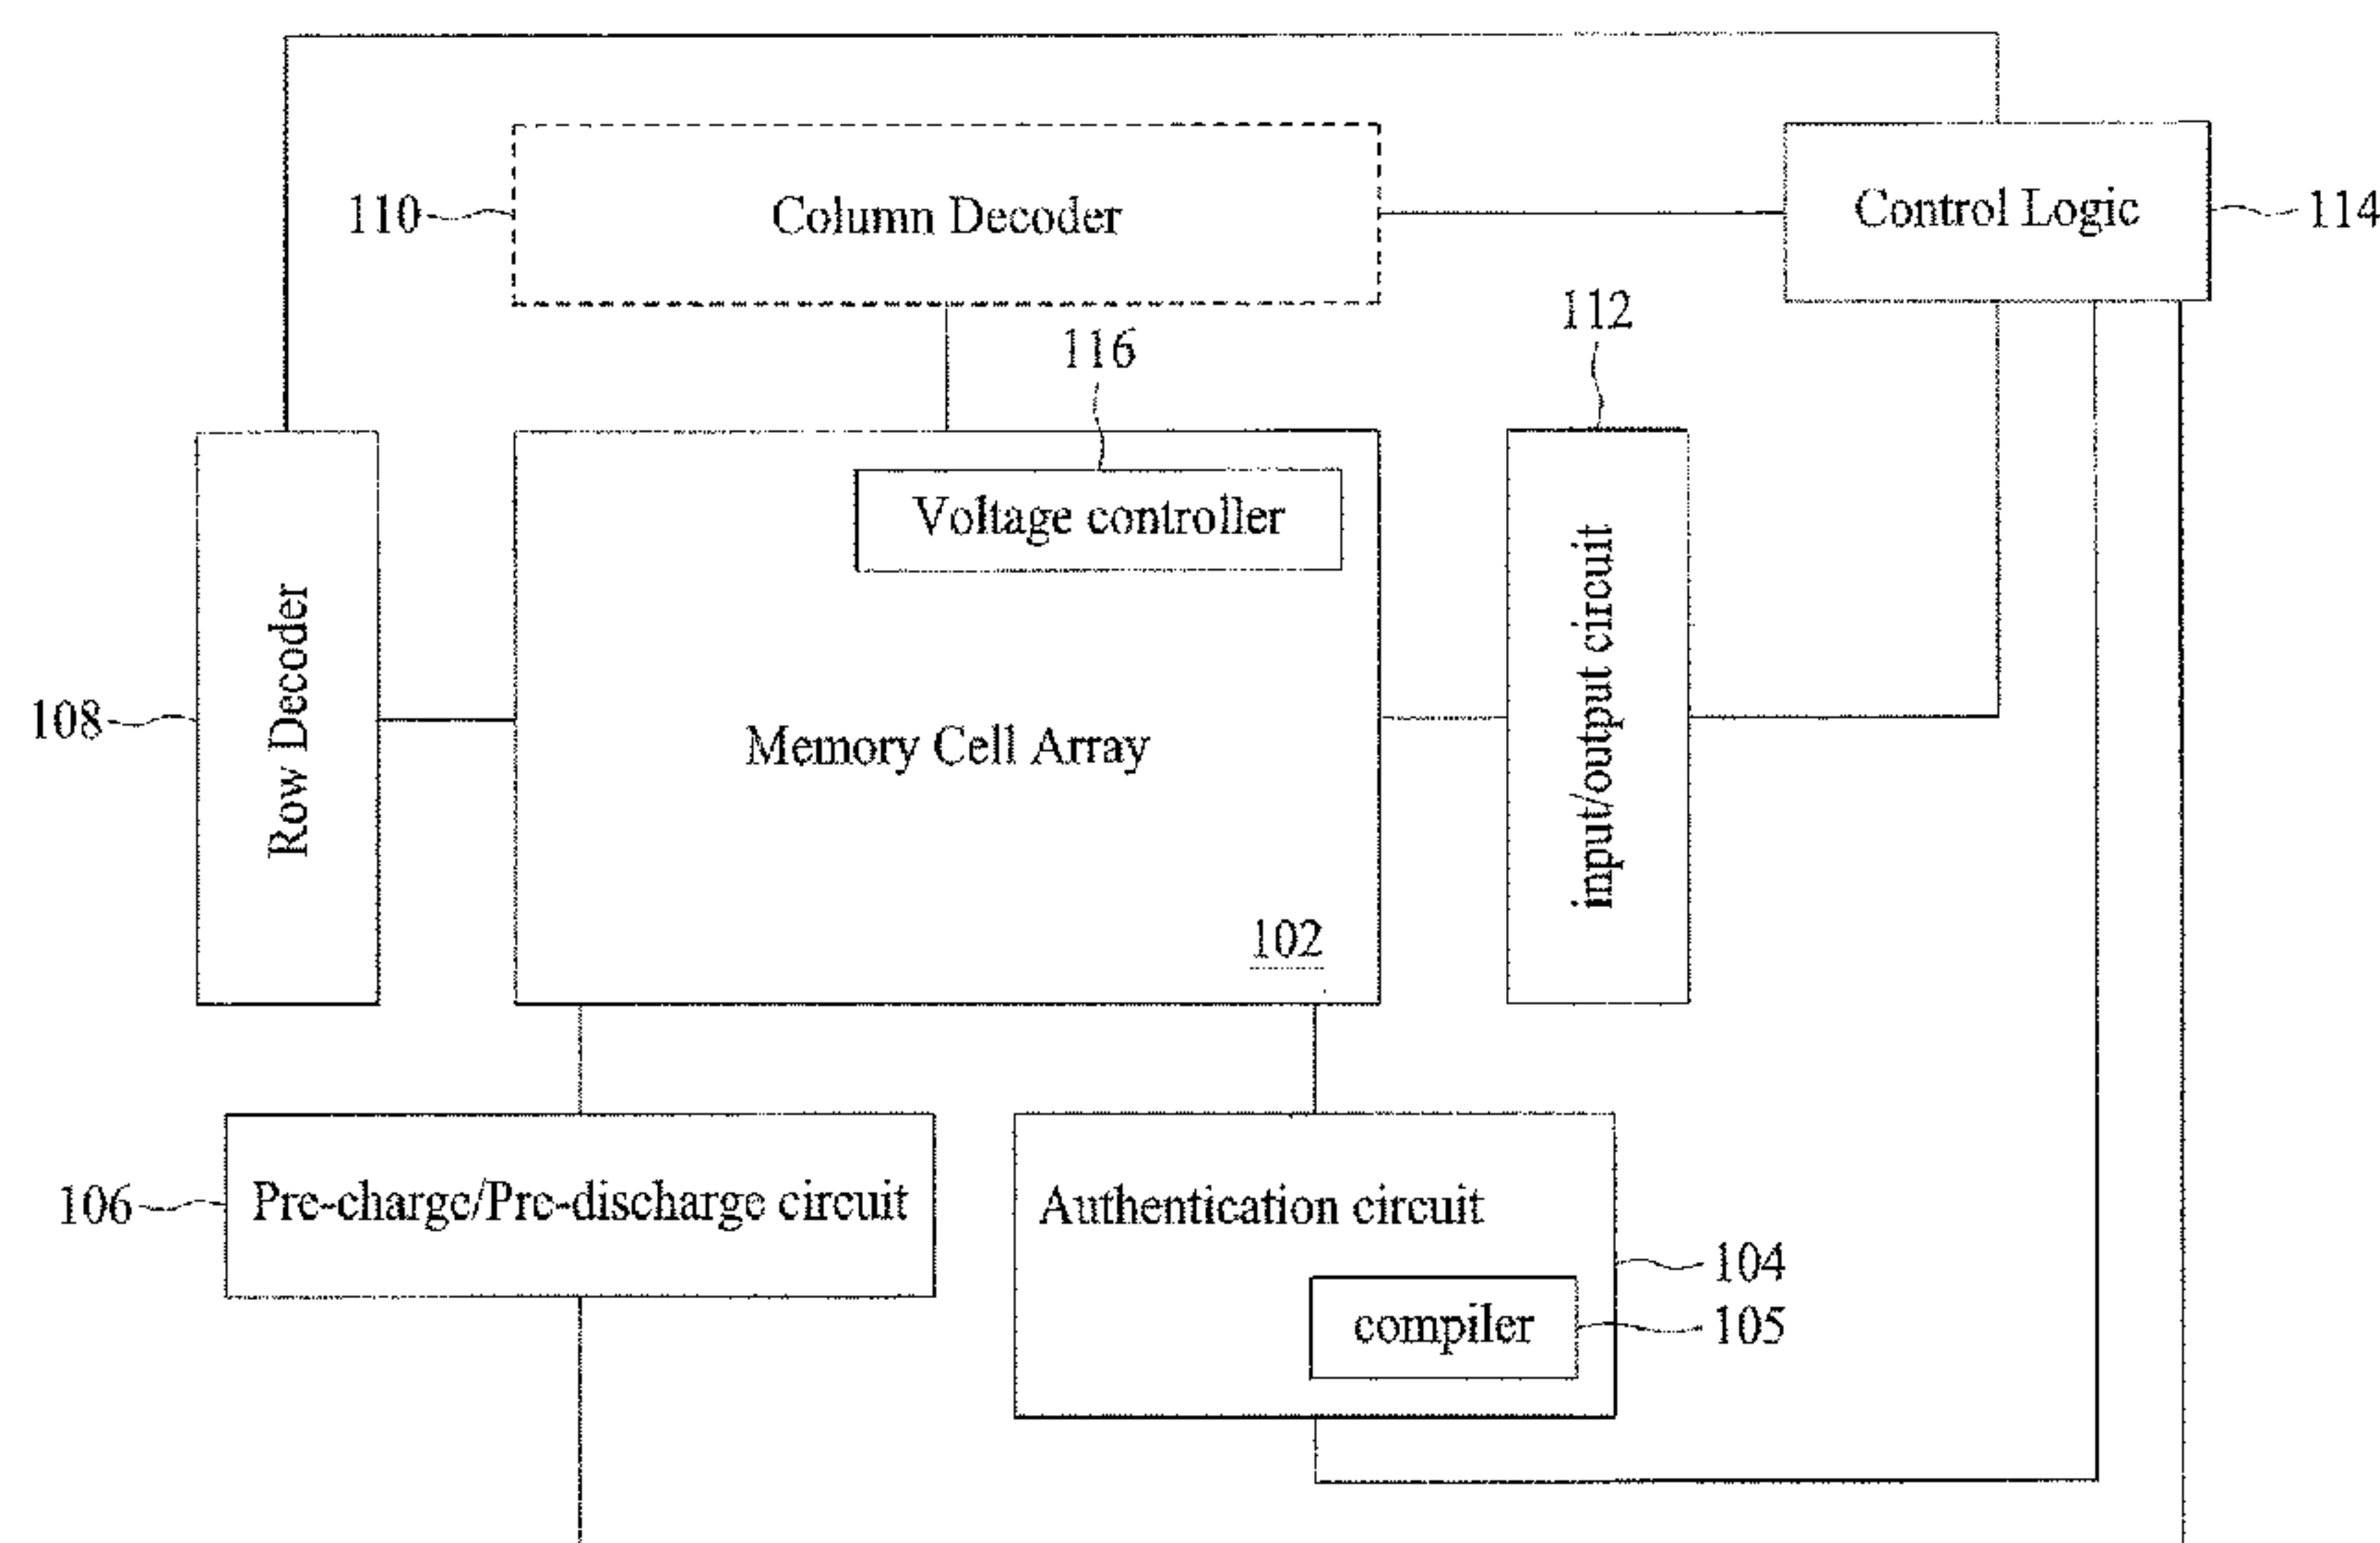 110
Column Decoder
Control Logic
114
112
116
Voltage controller
108
Row Decoder
Memory Cell Array
input/output circuit
102
106
Pre-charge/Pre-discharge circuit
Authentication circuit
104
compiler
105